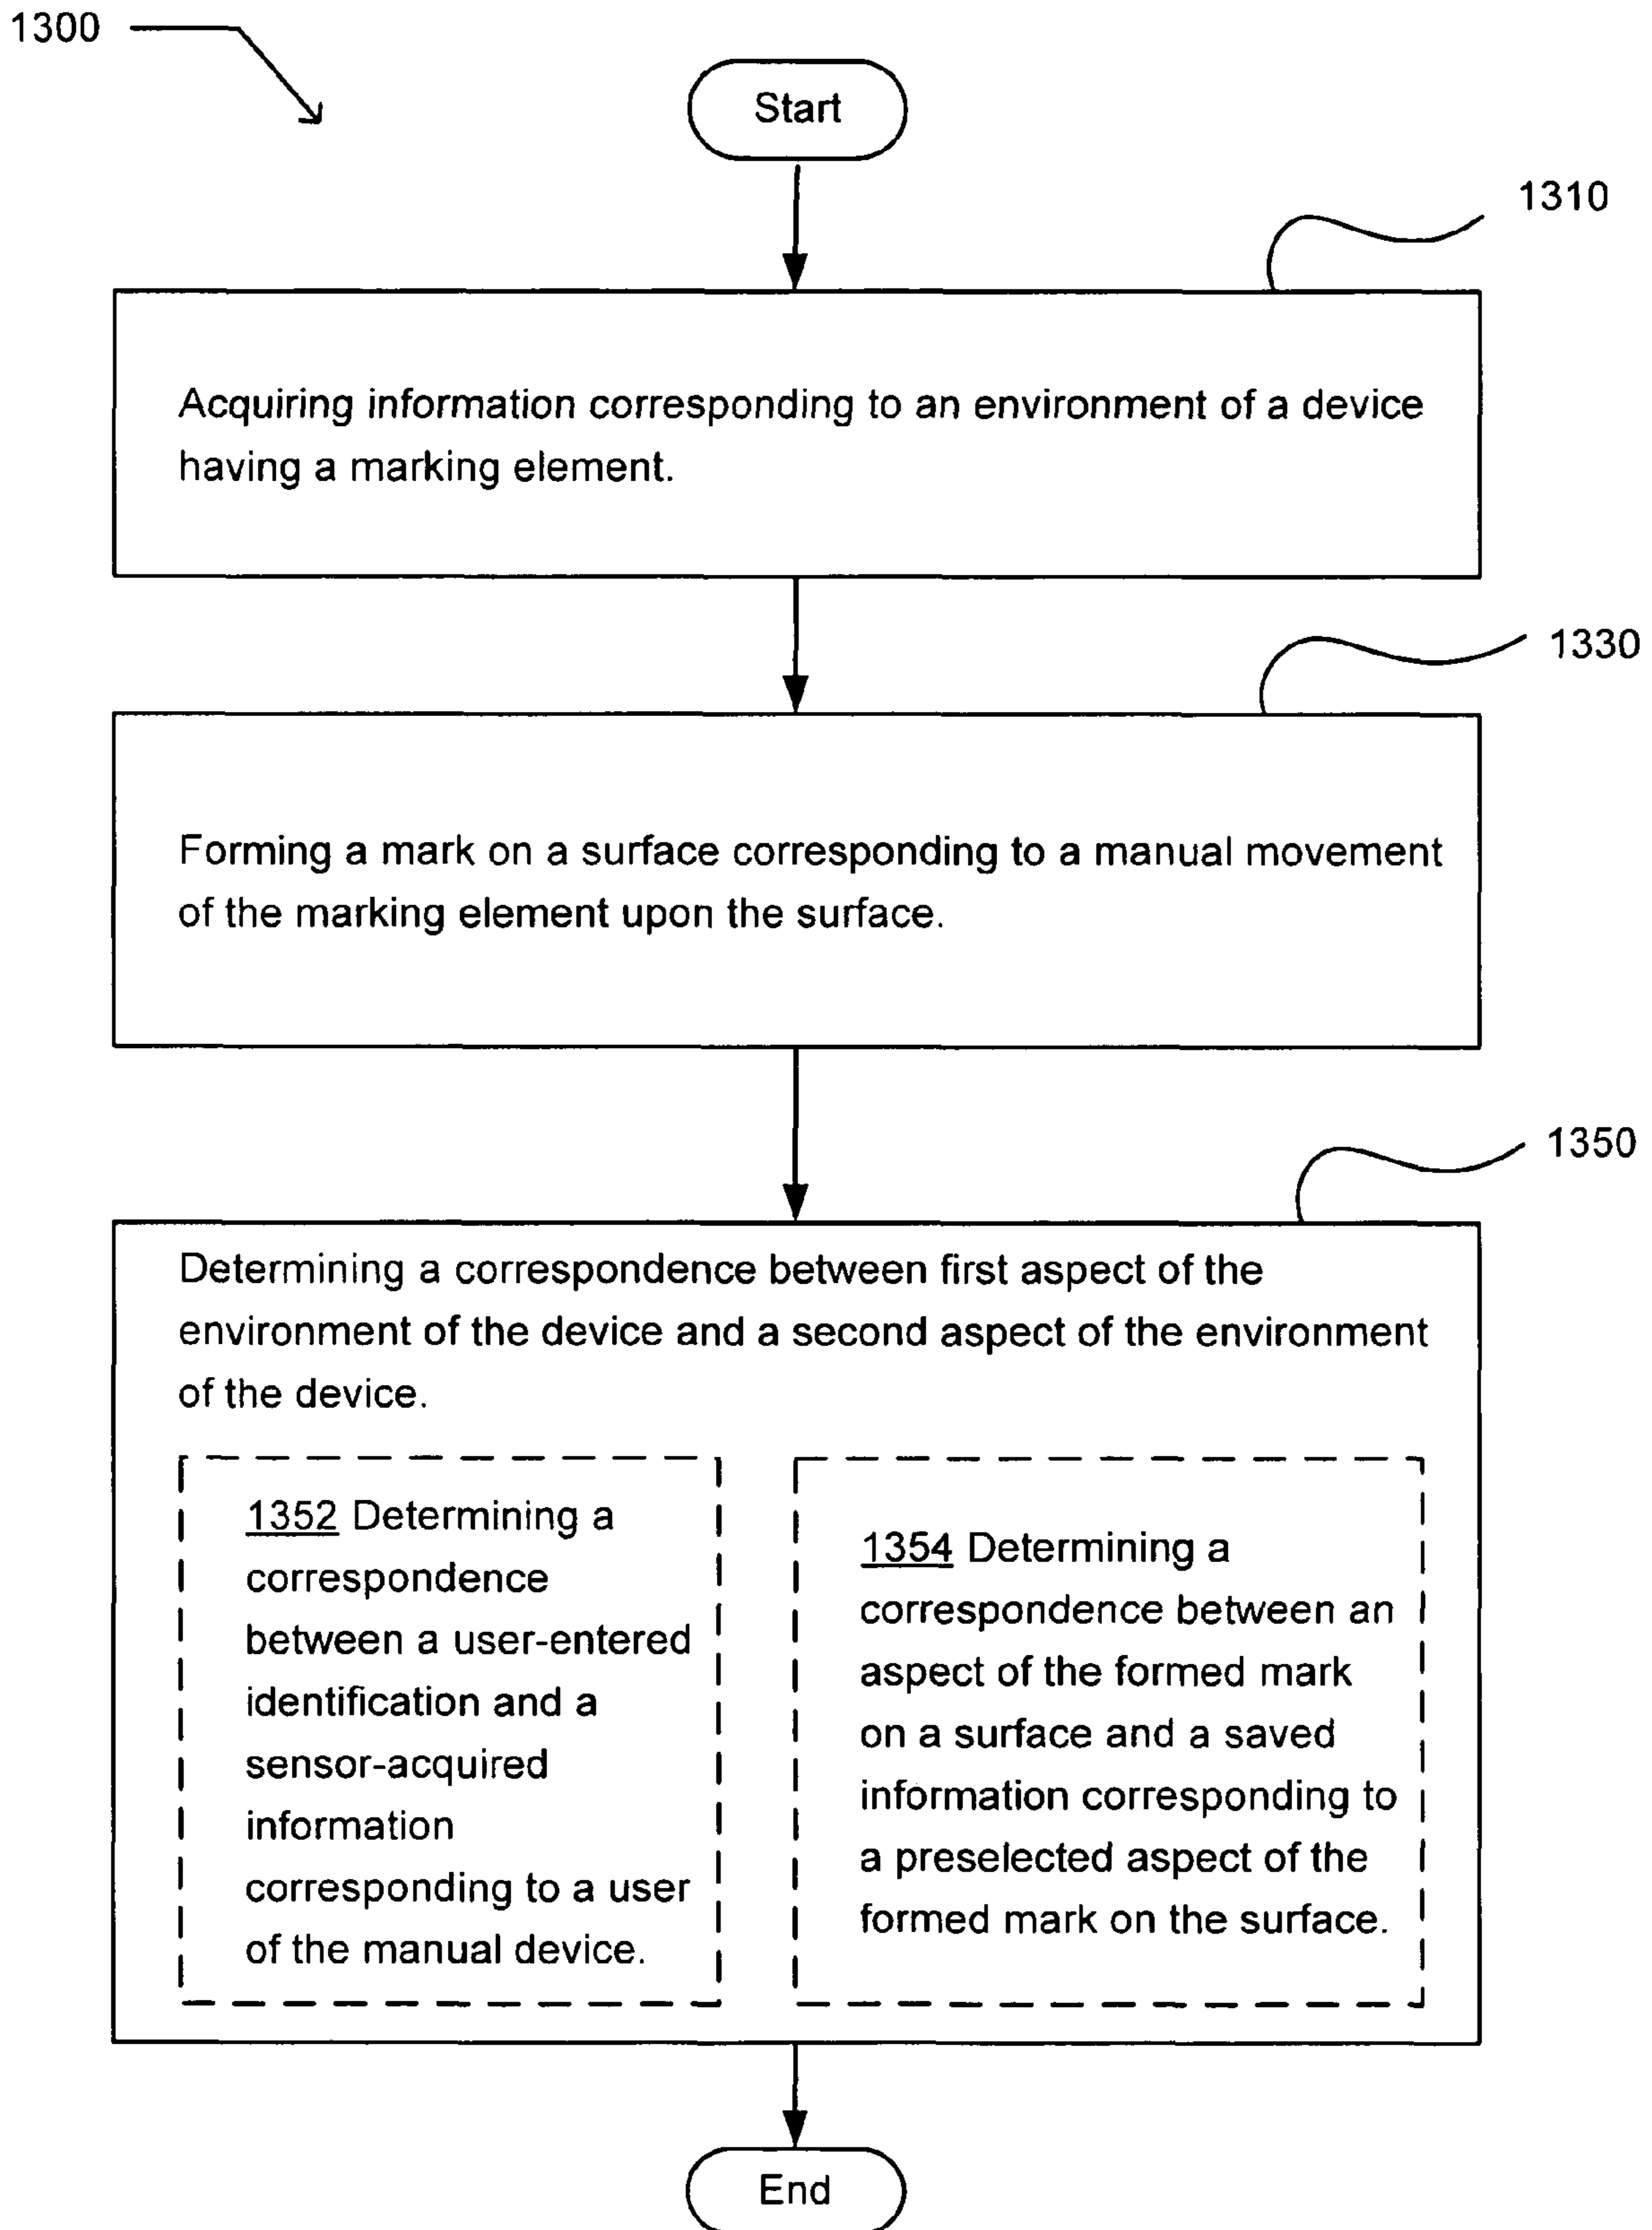 1300
Start
1310
Acquiring information corresponding to an environment of a device
having a marking element.
1330
Forming a mark on a surface corresponding to a manual movement
of the marking element upon the surface.
1350
Determining a correspondence between first aspect of the
environment of the device and a second aspect of the environment
of the device.
1352 Determining a
correspondence
between a user-entered
identification and a
sensor-acquired
information
corresponding to a user
of the manual device.
1354 Determining a
correspondence between an
aspect of the formed mark
on a surface and a saved
information corresponding to
a preselected aspect of the
formed mark on the surface.
End